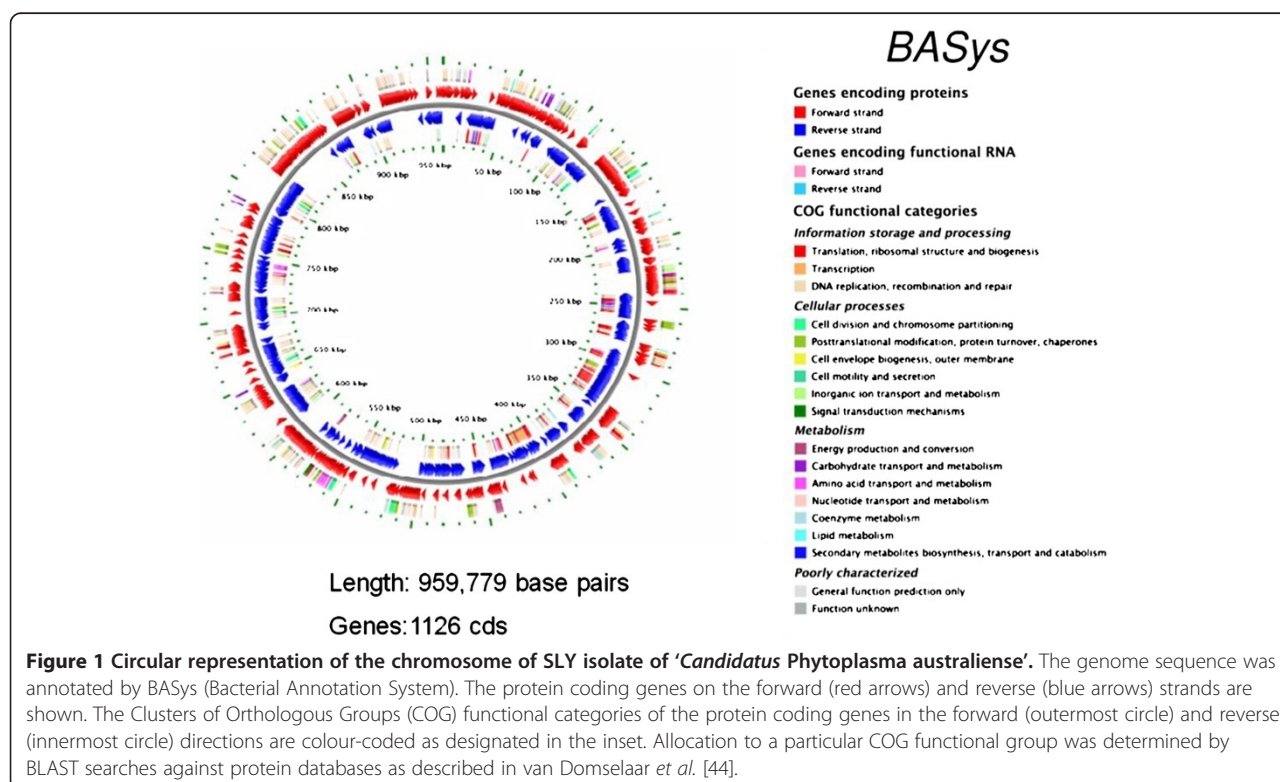 BASys
Genes encoding proteins
Forward strand
Reverse strand
Genes encoding functional RNA
Forward strand
Reverse strand
COG functional categories
Information storage and processing
Translation, ribosomal structure and biogenesis
Transcription
DNA replication, recombination and repair
Cellular processes
Cell division and chromosome partitioning
Posttranslational modification, protein turnover, chaperones
Cell envelope biogenesis, outer membrane
Cell motility and secretion
Inorganic ion transport and metabolism
Signal transduction mechanisms
Metabolism
Energy production and conversion
Carbohydrate transport and metabolism
Amino acid transport and metabolism
Nucleotide transport and metabolism
Coenzyme metabolism
Lipid metabolism
Secondary metabolites biosynthesis, transport and catabolism
Poorly characterized
General function prediction only
Function unknown
50 kbp
100 kbp
150 kbp
200 kbp
250 kbp
300 kbp
350 kbp
400 kbp
450 kbp
500 kbp
550 kbp
600 kbp
650 kbp
700 kbp
750 kbp
800 kbp
850 kbp
900 kbp
950 kbp
Length: 959,779 base pairs
Genes: 1126 cds
Figure 1 Circular representation of the chromosome of SLY isolate of ‘Candidatus Phytoplasma australiense’. The genome sequence was
annotated by BASys (Bacterial Annotation System). The protein coding genes on the forward (red arrows) and reverse (blue arrows) strands are
shown. The Clusters of Orthologous Groups (COG) functional categories of the protein coding genes in the forward (outermost circle) and reverse
(innermost circle) directions are colour-coded as designated in the inset. Allocation to a particular COG functional group was determined by
BLAST searches against protein databases as described in van Domselaar et al. [44].